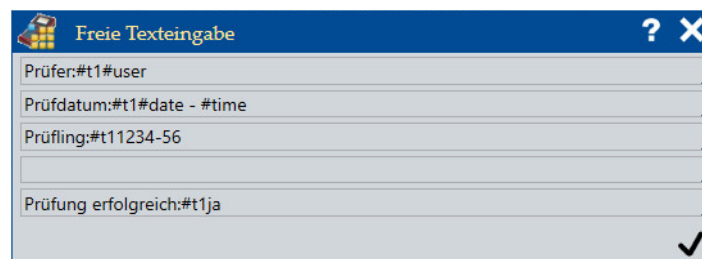 Freie Texteingabe ?
Prüfer:#t1#user
Prüfdatum:#t1#date - #time
Prüfling:#t11234-56
Prüfung erfolgreich:#t1ja